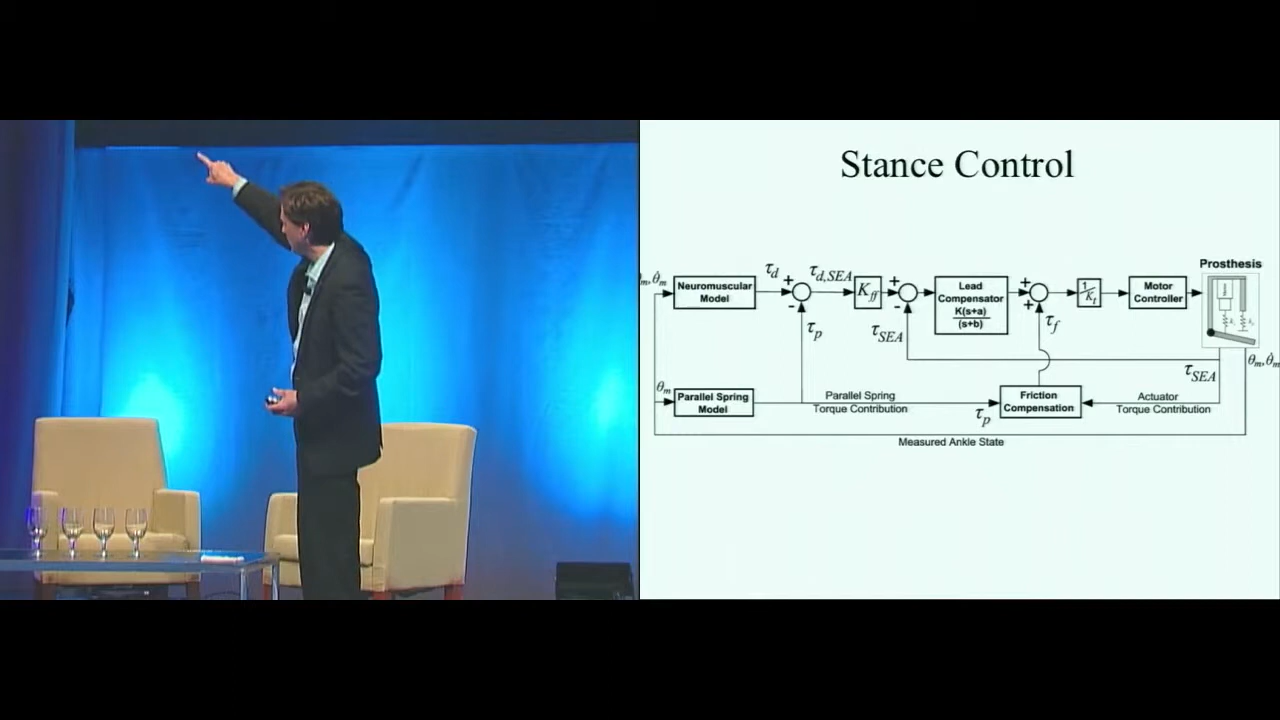 Stance Control
Prosthesis
θm, θ̇m
Neuromuscular
Model
τd
+
-
τd,SEA
Kff
+
-
Lead
Compensator
K(s+a)
(s+b)
+
+
1/Kt
Motor
Controller
τp
τSEA
τf
τSEA
θm, θ̇m
θm
Parallel Spring
Model
Parallel Spring
Torque Contribution
τp
Friction
Compensation
Actuator
Torque Contribution
Measured Ankle State